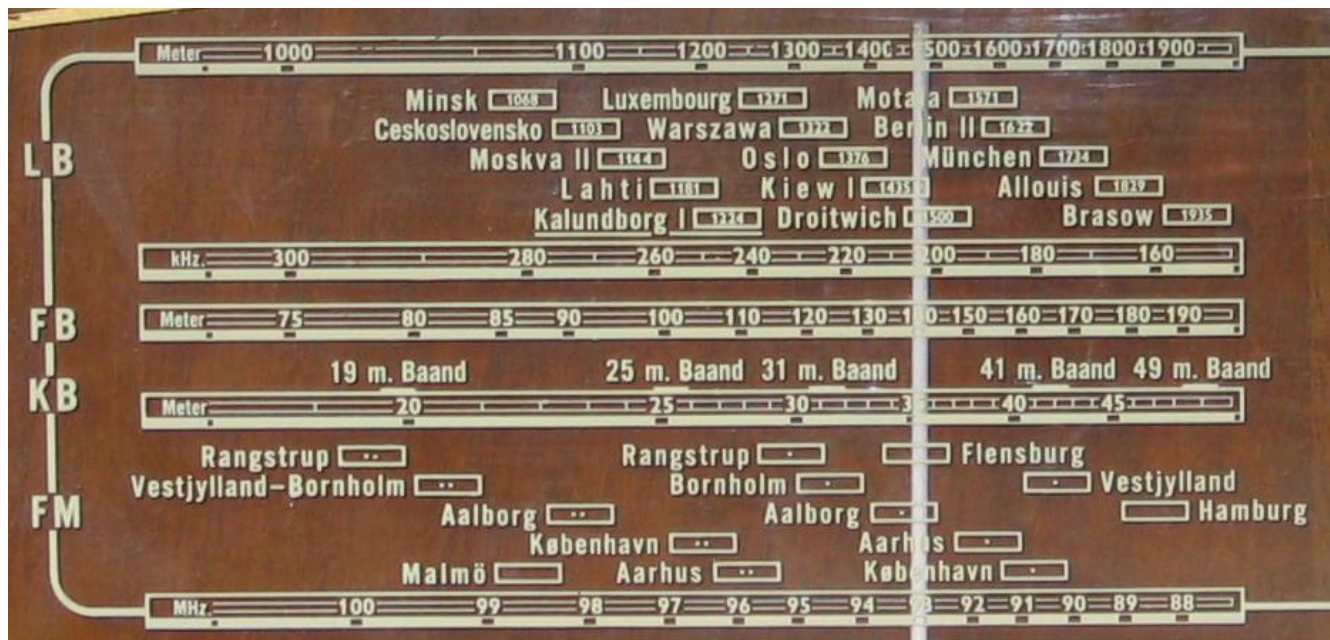 Meter 1000 1100 1200 1300 1400 1500 1600 1700 1800 1900
Minsk 1068 Luxembourg 1271 Motala 1571
Ceskoslovensko 1103 Warszawa 1322 Berlin II 1622
LB
Moskva II 1144 Oslo 1376 München 1734
Lahti 1181 Kiew I 1435 Allouis 1829
Kalundborg I 1224 Droitwich 1500 Brasow 1935
kHz. 300 280 260 240 220 200 180 160
FB
Meter 75 80 85 90 100 110 120 130 140 150 160 170 180 190
19 m. Baand 25 m. Baand 31 m. Baand 41 m. Baand 49 m. Baand
KB
Meter 20 25 30 35 40 45
Rangstrup Rangstrup Flensburg
Vestjylland–Bornholm Bornholm Vestjylland
FM
Aalborg Aalborg Hamburg
København Aarhus
Malmö Aarhus København
MHz. 100 99 98 97 96 95 94 93 92 91 90 89 88